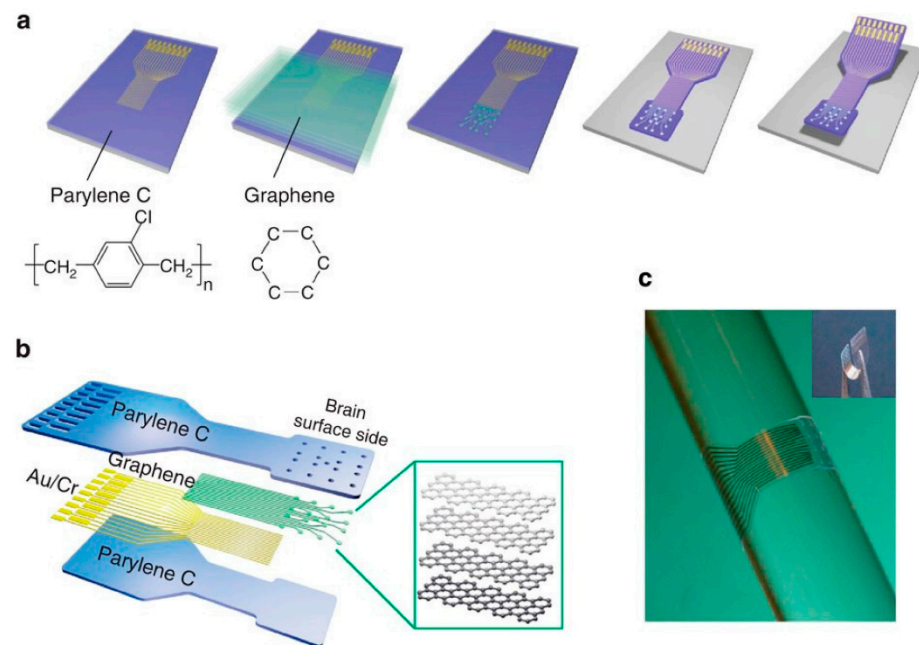 a
Parylene C
Graphene
Cl
CH2
CH2
n
C C
C C
C C
b
Parylene C
Brain
surface side
Graphene
Au/Cr
Parylene C
c